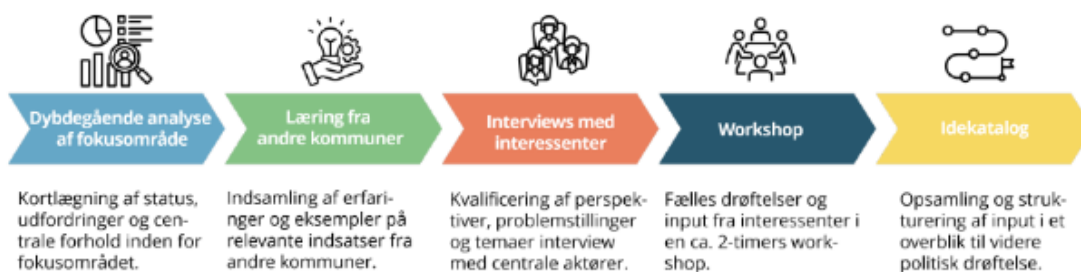 Dybdegående analyse
af fokusområde
Læring fra
andre kommuner
Interviews med
interessenter
Workshop
Idekatalog
Kortlægning af status,
udfordringer og cen-
trale forhold inden for
fokusområdet.
Indsamling af erfari-
nger og eksempler på
relevante indsatser fra
andre kommuner.
Kvalificering af perspek-
tiver, problemstillinger
og temaer interview
med centrale aktører.
Fælles drøftelser og
input fra interessenter i
en ca. 2-timers work-
shop.
Opsamling og struk-
turering af input i et
overblik til videre
politisk drøftelse.